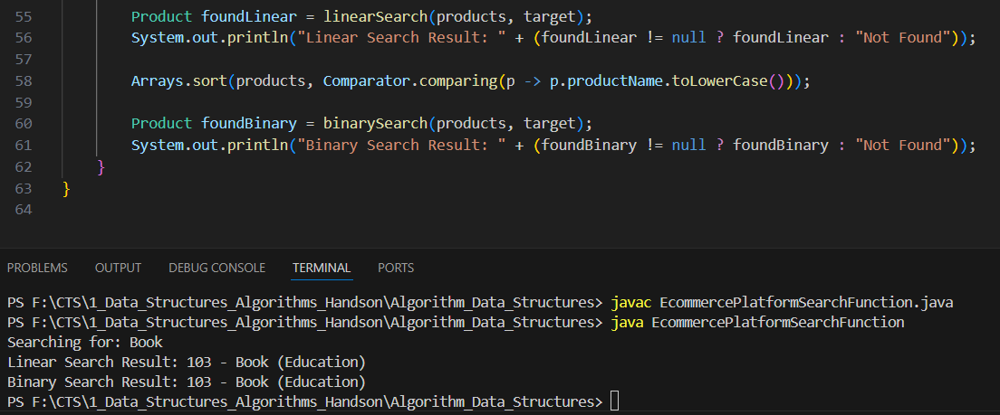 55 Product foundLinear = linearSearch(products, target);
56 System.out.println("Linear Search Result: " + (foundLinear != null ? foundLinear : "Not Found"));
57
58 Arrays.sort(products, Comparator.comparing(p -> p.productName.toLowerCase()));
59
60 Product foundBinary = binarySearch(products, target);
61 System.out.println("Binary Search Result: " + (foundBinary != null ? foundBinary : "Not Found"));
62 }
63 }
64
PROBLEMS OUTPUT DEBUG CONSOLE TERMINAL PORTS
PS F:\CTS\1_Data_Structures_Algorithms_Handson\Algorithm_Data_Structures> javac EcommercePlatformSearchFunction.java
PS F:\CTS\1_Data_Structures_Algorithms_Handson\Algorithm_Data_Structures> java EcommercePlatformSearchFunction
Searching for: Book
Linear Search Result: 103 - Book (Education)
Binary Search Result: 103 - Book (Education)
PS F:\CTS\1_Data_Structures_Algorithms_Handson\Algorithm_Data_Structures>